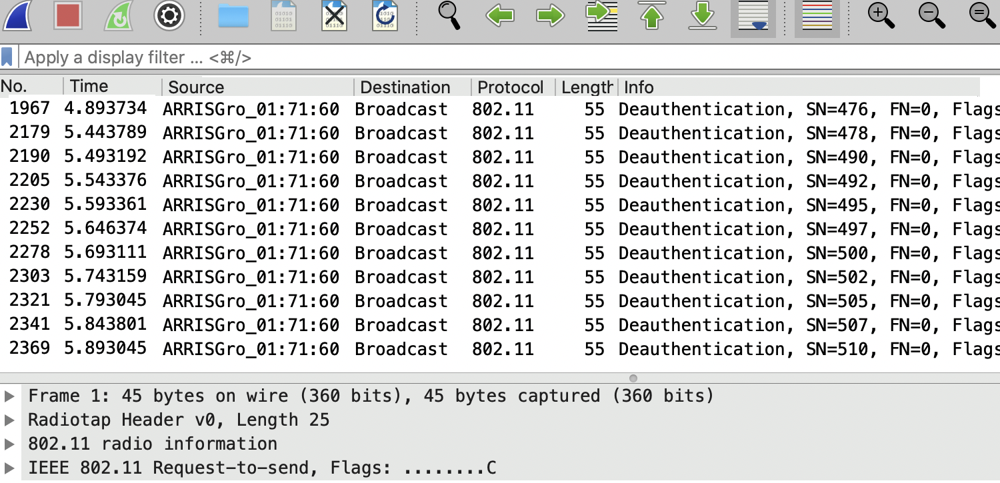 Apply a display filter ... <⌘/>
No. Time Source Destination Protocol Length Info
1967 4.893734 ARRISGro_01:71:60 Broadcast 802.11 55 Deauthentication, SN=476, FN=0, Flags
2179 5.443789 ARRISGro_01:71:60 Broadcast 802.11 55 Deauthentication, SN=478, FN=0, Flags
2190 5.493192 ARRISGro_01:71:60 Broadcast 802.11 55 Deauthentication, SN=490, FN=0, Flags
2205 5.543376 ARRISGro_01:71:60 Broadcast 802.11 55 Deauthentication, SN=492, FN=0, Flags
2230 5.593361 ARRISGro_01:71:60 Broadcast 802.11 55 Deauthentication, SN=495, FN=0, Flags
2252 5.646374 ARRISGro_01:71:60 Broadcast 802.11 55 Deauthentication, SN=497, FN=0, Flags
2278 5.693111 ARRISGro_01:71:60 Broadcast 802.11 55 Deauthentication, SN=500, FN=0, Flags
2303 5.743159 ARRISGro_01:71:60 Broadcast 802.11 55 Deauthentication, SN=502, FN=0, Flags
2321 5.793045 ARRISGro_01:71:60 Broadcast 802.11 55 Deauthentication, SN=505, FN=0, Flags
2341 5.843801 ARRISGro_01:71:60 Broadcast 802.11 55 Deauthentication, SN=507, FN=0, Flags
2369 5.893045 ARRISGro_01:71:60 Broadcast 802.11 55 Deauthentication, SN=510, FN=0, Flags
Frame 1: 45 bytes on wire (360 bits), 45 bytes captured (360 bits)
Radiotap Header v0, Length 25
802.11 radio information
IEEE 802.11 Request-to-send, Flags: ........C